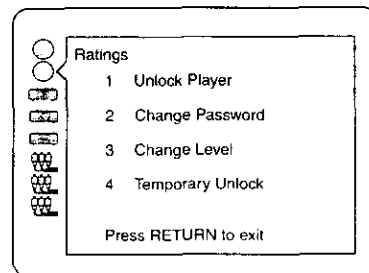 Ratings
1 Unlock Player
2 Change Password
3 Change Level
4 Temporary Unlock
Press RETURN to exit